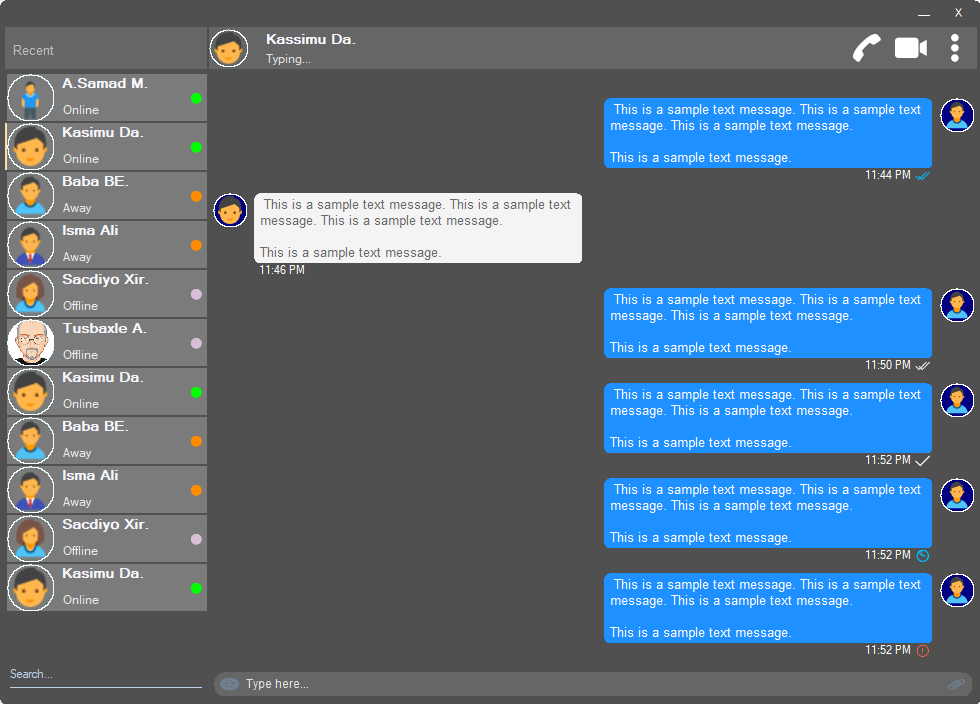 X
Recent
Kassimu Da.
Typing...
A.Samad M.
Online
Kasimu Da.
Online
Baba BE.
Away
Isma Ali
Away
Sacdiyo Xir.
Offline
Tusbaxle A.
Offline
Kasimu Da.
Online
Baba BE.
Away
Isma Ali
Away
Sacdiyo Xir.
Offline
Kasimu Da.
Online
Search...
This is a sample text message. This is a sample text
message. This is a sample text message.
This is a sample text message.
11:44 PM
This is a sample text message. This is a sample text
message. This is a sample text message.
This is a sample text message.
11:46 PM
This is a sample text message. This is a sample text
message. This is a sample text message.
This is a sample text message.
11:50 PM
This is a sample text message. This is a sample text
message. This is a sample text message.
This is a sample text message.
11:52 PM
This is a sample text message. This is a sample text
message. This is a sample text message.
This is a sample text message.
11:52 PM
This is a sample text message. This is a sample text
message. This is a sample text message.
This is a sample text message.
11:52 PM
Type here...